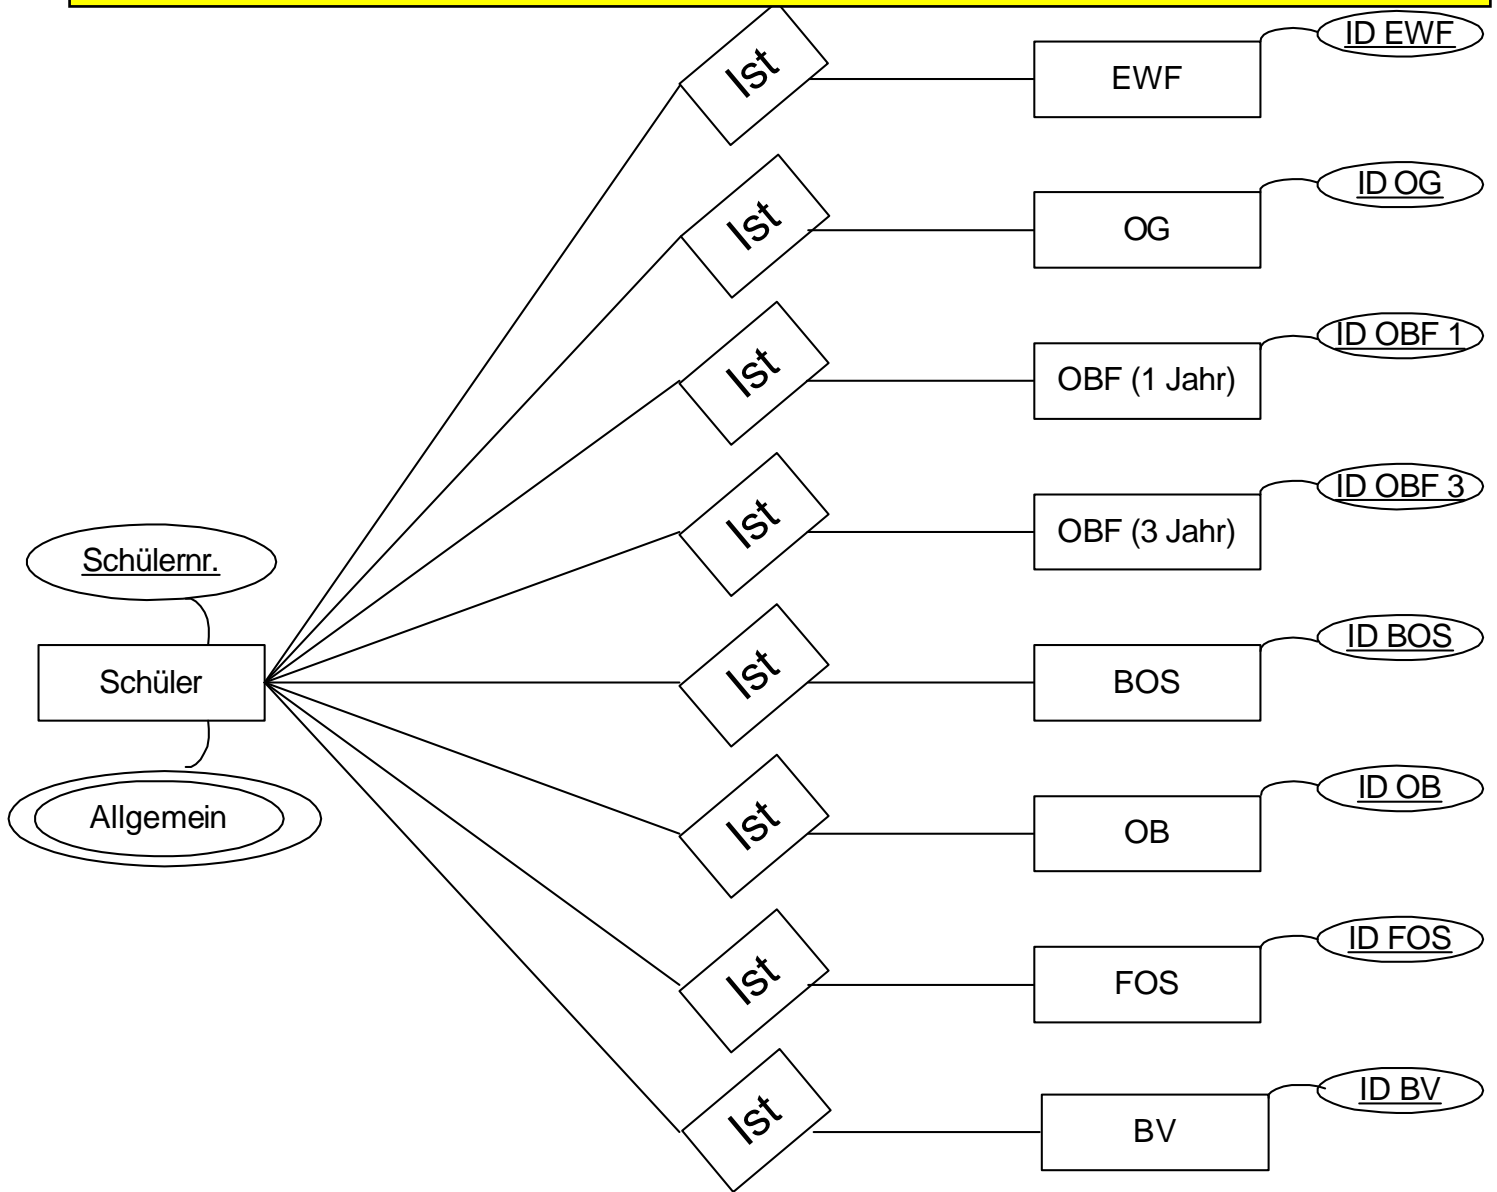 Ist
EWF
ID EWF
Ist
OG
ID OG
Ist
OBF (1 Jahr)
ID OBF 1
Ist
OBF (3 Jahr)
ID OBF 3
Schülernr.
Schüler
Allgemein
Ist
BOS
ID BOS
Ist
OB
ID OB
Ist
FOS
ID FOS
Ist
BV
ID BV